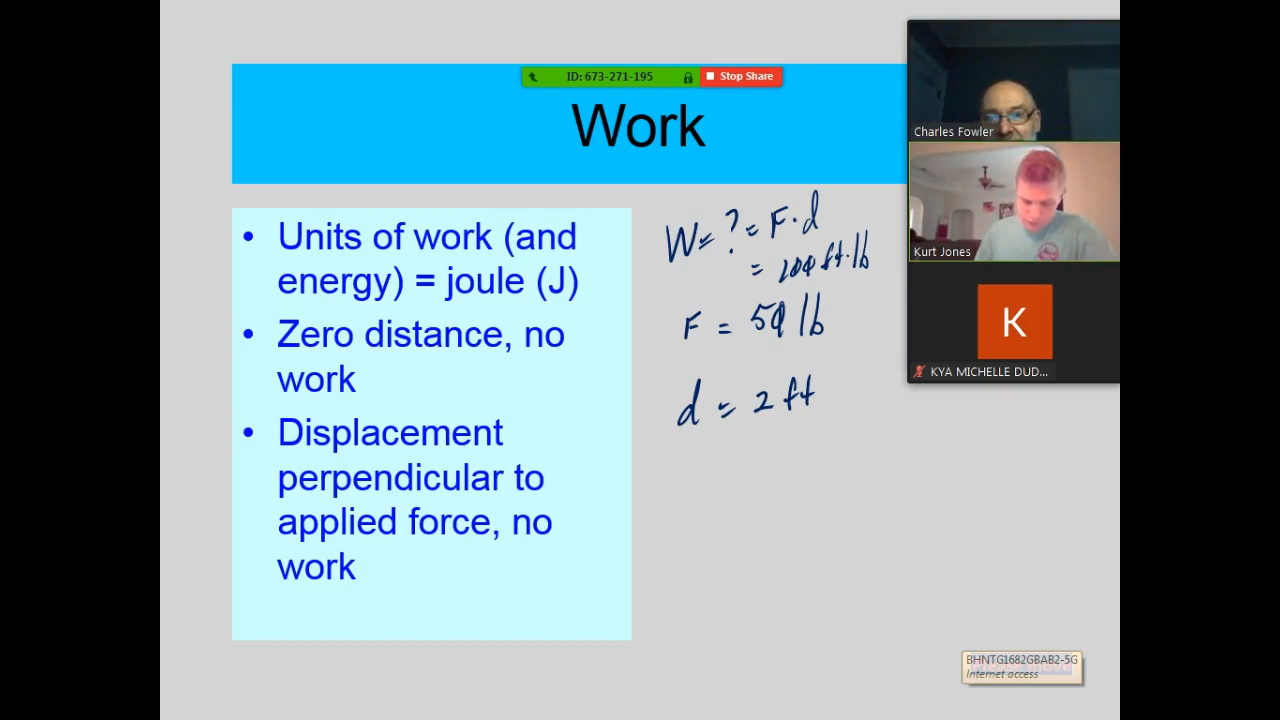 ID: 673-271-195
Stop Share
Work
Charles Fowler
Kurt Jones
K
KYA MICHELLE DUD...
• Units of work (and
energy) = joule (J)
• Zero distance, no
work
• Displacement
perpendicular to
applied force, no
work
W = ? = F · d
= 100 ft · lb
F = 50 lb
d = 2 ft
BHNTG1682GBAB2-5G
Internet access